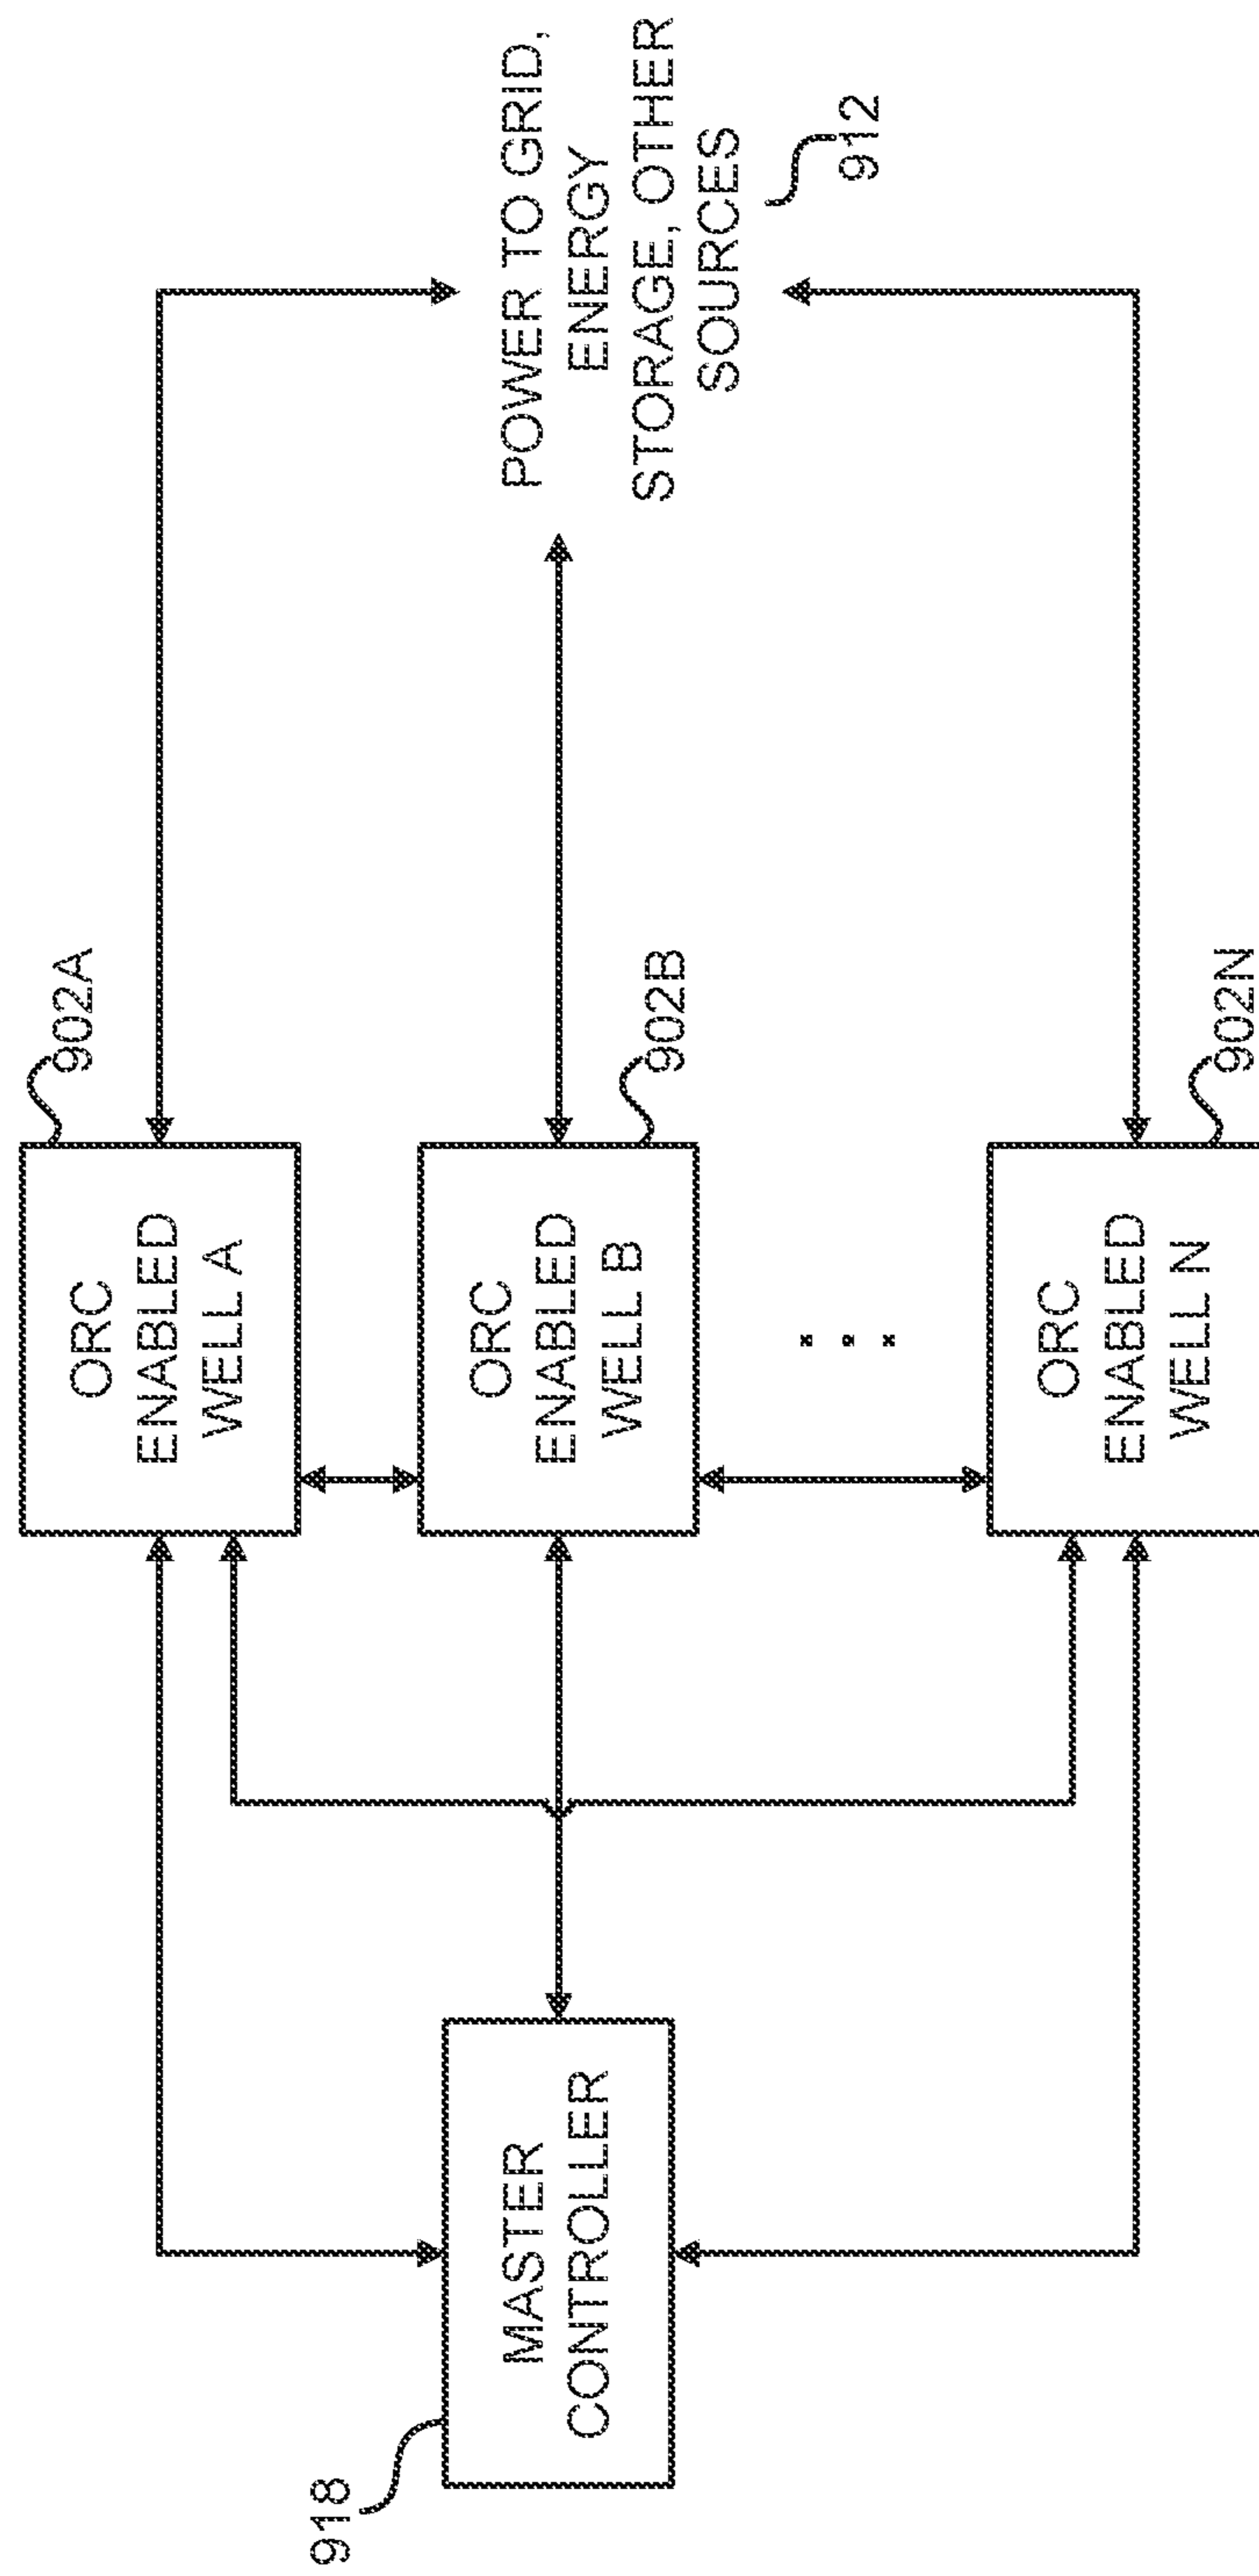 918
MASTER
CONTROLLER
902A
ORC
ENABLED
WELL A
902B
ORC
ENABLED
WELL B
902N
ORC
ENABLED
WELL N
POWER TO GRID,
ENERGY
STORAGE, OTHER
SOURCES
912